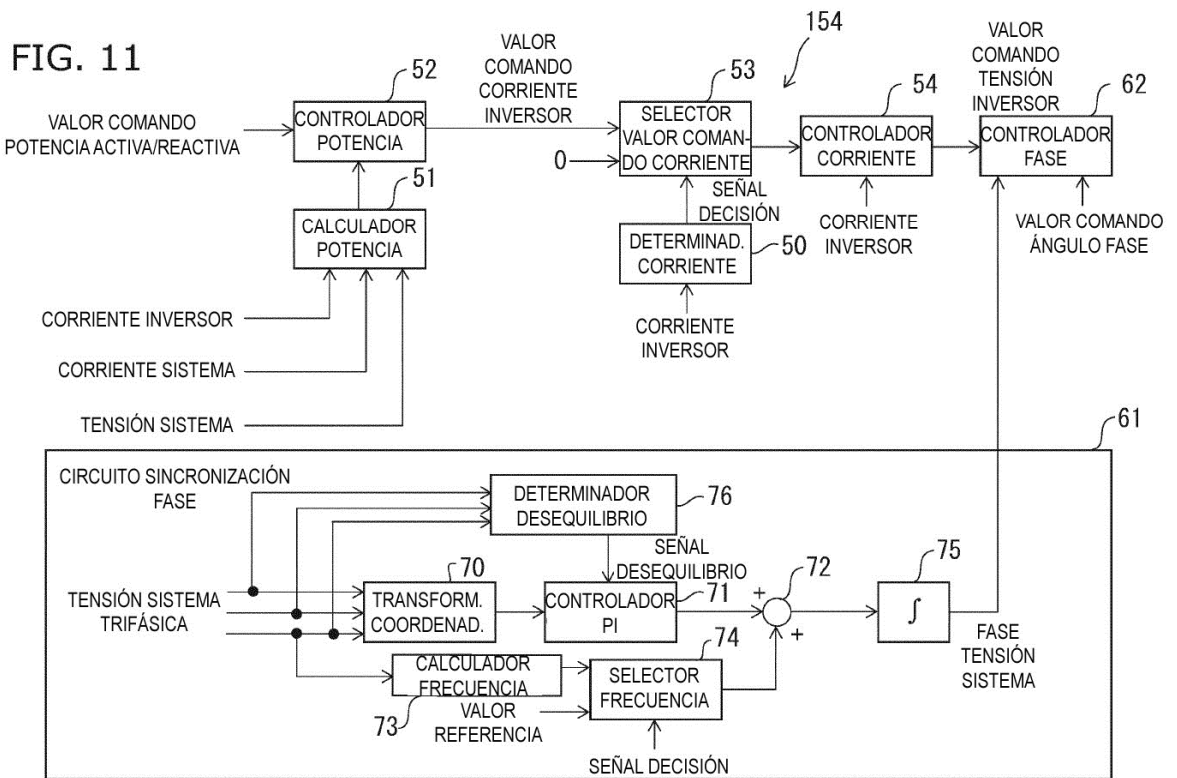 FIG. 11
154
VALOR
COMANDO
CORRIENTE
INVERSOR
VALOR
COMANDO
TENSIÓN
INVERSOR
52
53
54
62
VALOR COMANDO
POTENCIA ACTIVA/REACTIVA
CONTROLADOR
POTENCIA
0
SELECTOR
VALOR COMAN-
DO CORRIENTE
CONTROLADOR
CORRIENTE
CONTROLADOR
FASE
51
CALCULADOR
POTENCIA
SEÑAL
DECISIÓN
50
DETERMINAD.
CORRIENTE
CORRIENTE
INVERSOR
VALOR COMANDO
ÁNGULO FASE
CORRIENTE INVERSOR
CORRIENTE
INVERSOR
CORRIENTE SISTEMA
TENSIÓN SISTEMA
61
CIRCUITO SINCRONIZACIÓN
FASE
DETERMINADOR
DESEQUILIBRIO
76
SEÑAL
DESEQUILIBRIO
70
71
72
75
TENSIÓN SISTEMA
TRIFÁSICA
TRANSFORM.
COORDENAD.
CONTROLADOR
PI
+
+
∫
FASE
TENSIÓN
SISTEMA
73
CALCULADOR
FRECUENCIA
74
SELECTOR
FRECUENCIA
VALOR
REFERENCIA
SEÑAL DECISIÓN